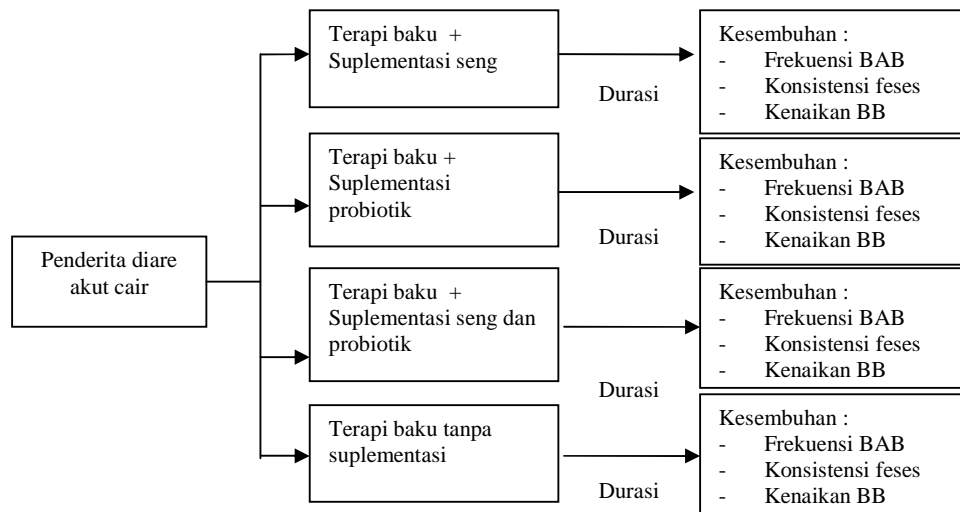 Penderita diare
akut cair
Terapi baku +
Suplementasi seng
Durasi
Kesembuhan :
- Frekuensi BAB
- Konsistensi feses
- Kenaikan BB
Terapi baku +
Suplementasi
probiotik
Durasi
Kesembuhan :
- Frekuensi BAB
- Konsistensi feses
- Kenaikan BB
Terapi baku +
Suplementasi seng dan
probiotik
Durasi
Kesembuhan :
- Frekuensi BAB
- Konsistensi feses
- Kenaikan BB
Terapi baku tanpa
suplementasi
Durasi
Kesembuhan :
- Frekuensi BAB
- Konsistensi feses
- Kenaikan BB